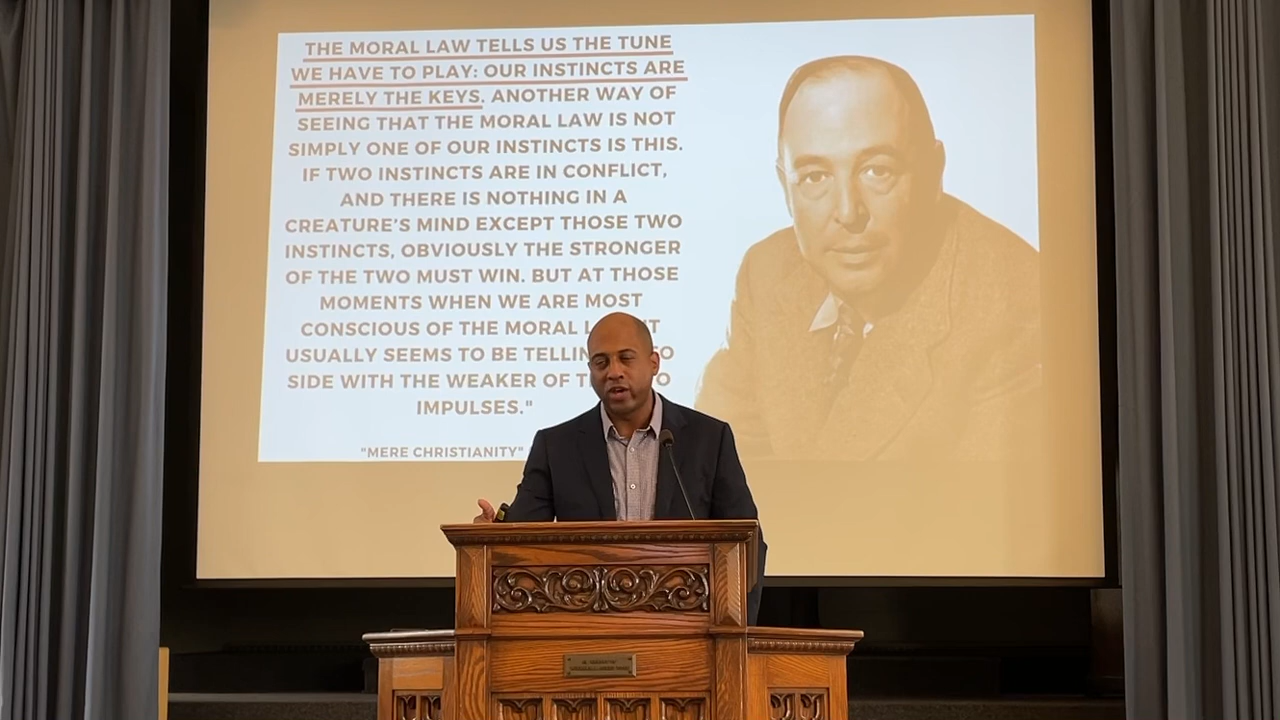 THE MORAL LAW TELLS US THE TUNE
WE HAVE TO PLAY: OUR INSTINCTS ARE
MERELY THE KEYS. ANOTHER WAY OF
SEEING THAT THE MORAL LAW IS NOT
SIMPLY ONE OF OUR INSTINCTS IS THIS.
IF TWO INSTINCTS ARE IN CONFLICT,
AND THERE IS NOTHING IN A
CREATURE'S MIND EXCEPT THOSE TWO
INSTINCTS, OBVIOUSLY THE STRONGER
OF THE TWO MUST WIN. BUT AT THOSE
MOMENTS WHEN WE ARE MOST
CONSCIOUS OF THE MORAL
USUALLY SEEMS TO BE
SIDE WITH THE WEAKER OF
IMPULSES."
"MERE CHRISTIANITY"